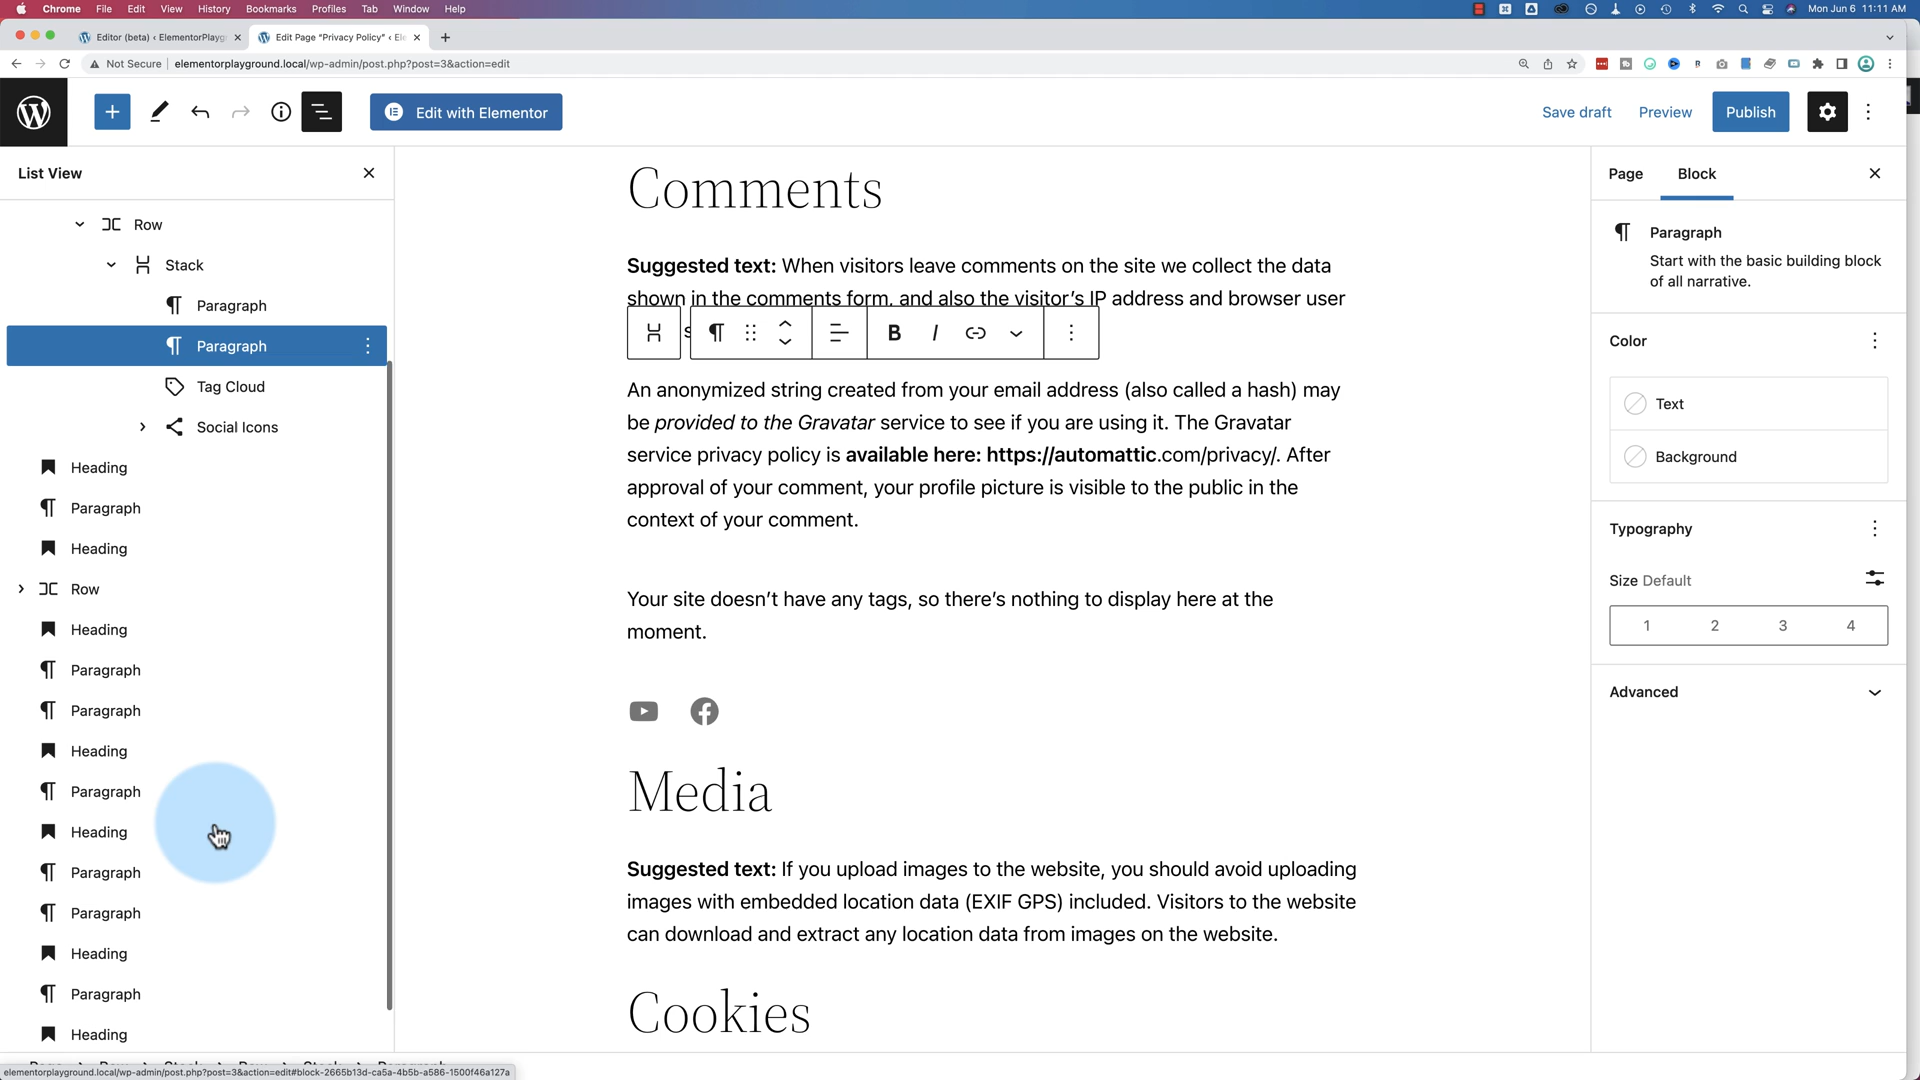 Chrome File Edit View History Bookmarks Profiles Tab Window Help
Mon Jun 6 11:11 AM
Editor (beta) ‹ ElementorPlayg
Edit Page “Privacy Policy” ‹ Ele
Not Secure elementorplayground.local/wp-admin/post.php?post=3&action=edit
Edit with Elementor
Save draft
Preview
Publish
List View
Row
Stack
Paragraph
Paragraph
Tag Cloud
Social Icons
Heading
Paragraph
Heading
Row
Heading
Paragraph
Paragraph
Heading
Paragraph
Heading
Paragraph
Paragraph
Heading
Paragraph
Heading
elementorplayground.local/wp-admin/post.php?post=3&action=edit#block-2665b13d-ca5a-4b5b-a586-1500f46a127a
Comments
Suggested text: When visitors leave comments on the site we collect the data
shown in the comments form, and also the visitor’s IP address and browser user
B I
An anonymized string created from your email address (also called a hash) may
be provided to the Gravatar service to see if you are using it. The Gravatar
service privacy policy is available here: https://automattic.com/privacy/. After
approval of your comment, your profile picture is visible to the public in the
context of your comment.
Your site doesn’t have any tags, so there’s nothing to display here at the
moment.
Media
Suggested text: If you upload images to the website, you should avoid uploading
images with embedded location data (EXIF GPS) included. Visitors to the website
can download and extract any location data from images on the website.
Cookies
Page Block
Paragraph
Start with the basic building block
of all narrative.
Color
Text
Background
Typography
Size Default
1 2 3 4
Advanced